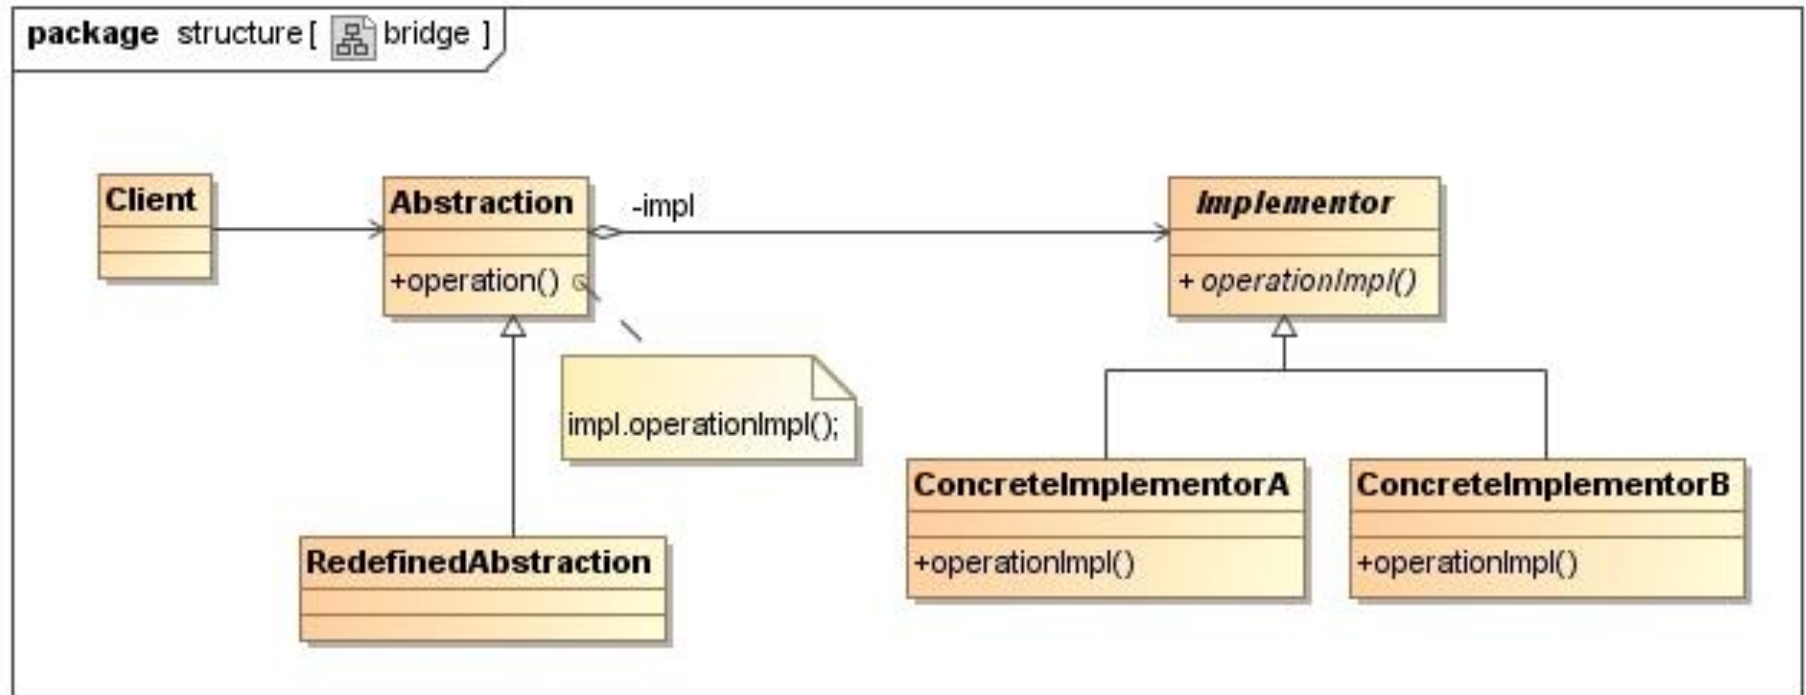 package structure[ bridge ]
Client
Abstraction
-impl
Implementor
+operation()
+ operationImpl()
impl.operationImpl();
ConcreteImplementorA
ConcreteImplementorB
RedefinedAbstraction
+operationImpl()
+operationImpl()